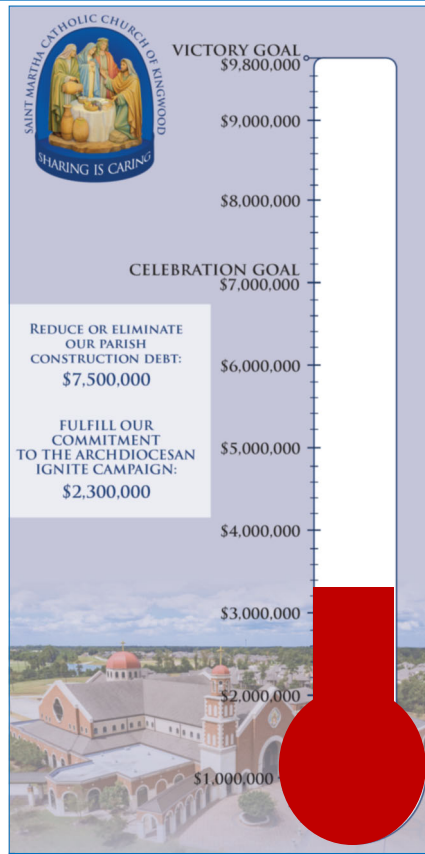 SAINT MARTHA CATHOLIC CHURCH OF KINGWOOD
SHARING IS CARING
VICTORY GOAL
$9,800,000
$9,000,000
$8,000,000
CELEBRATION GOAL
$7,000,000
REDUCE OR ELIMINATE
OUR PARISH
CONSTRUCTION DEBT:
$7,500,000
FULFILL OUR
COMMITMENT
TO THE ARCHDIOCESAN
IGNITE CAMPAIGN:
$2,300,000
$6,000,000
$5,000,000
$4,000,000
$3,000,000
$2,000,000
$1,000,000